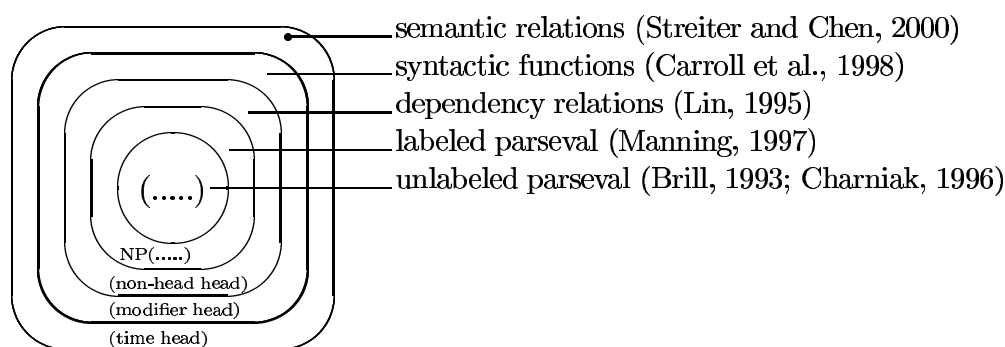 semantic relations (Streiter and Chen, 2000)
syntactic functions (Carroll et al., 1998)
dependency relations (Lin, 1995)
labeled parseval (Manning, 1997)
unlabeled parseval (Brill, 1993; Charniak, 1996)
(.....)
NP(.....)
(non-head head)
(modifier head)
(time head)